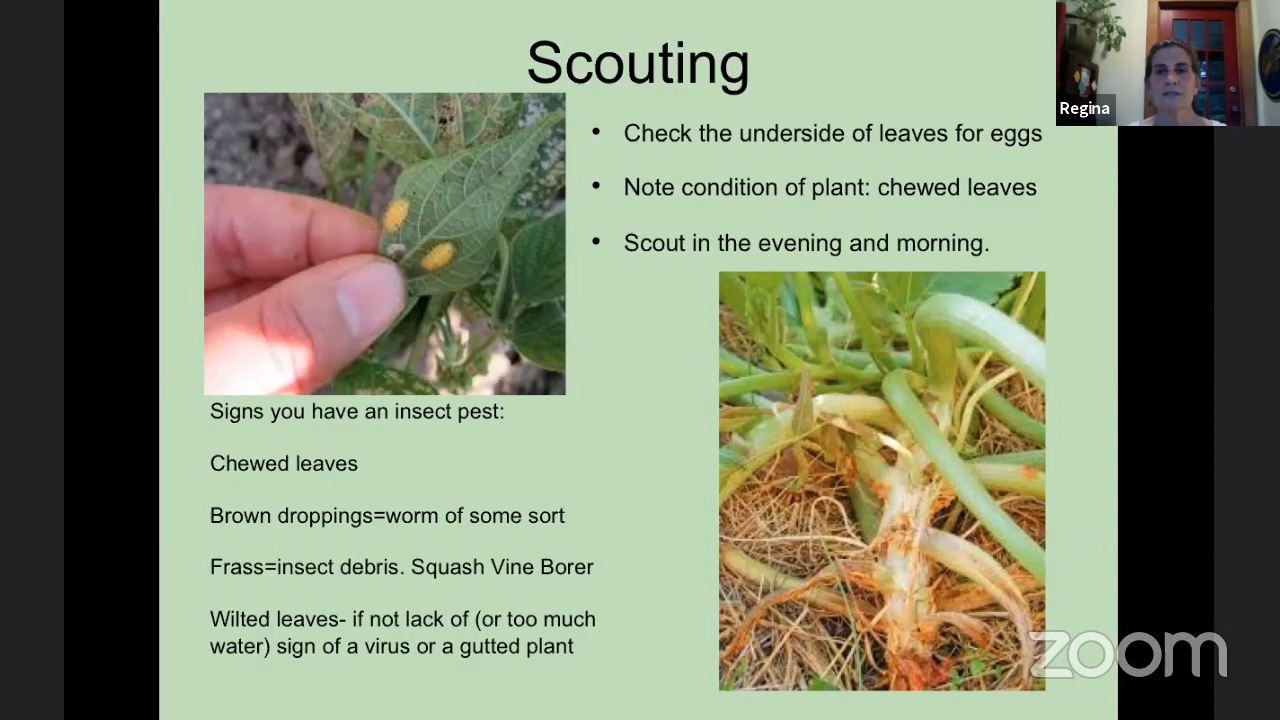 Scouting
• Check the underside of leaves for eggs
• Note condition of plant: chewed leaves
• Scout in the evening and morning.
Signs you have an insect pest:
Chewed leaves
Brown droppings=worm of some sort
Frass=insect debris. Squash Vine Borer
Wilted leaves- if not lack of (or too much
water) sign of a virus or a gutted plant
Regina
zoom